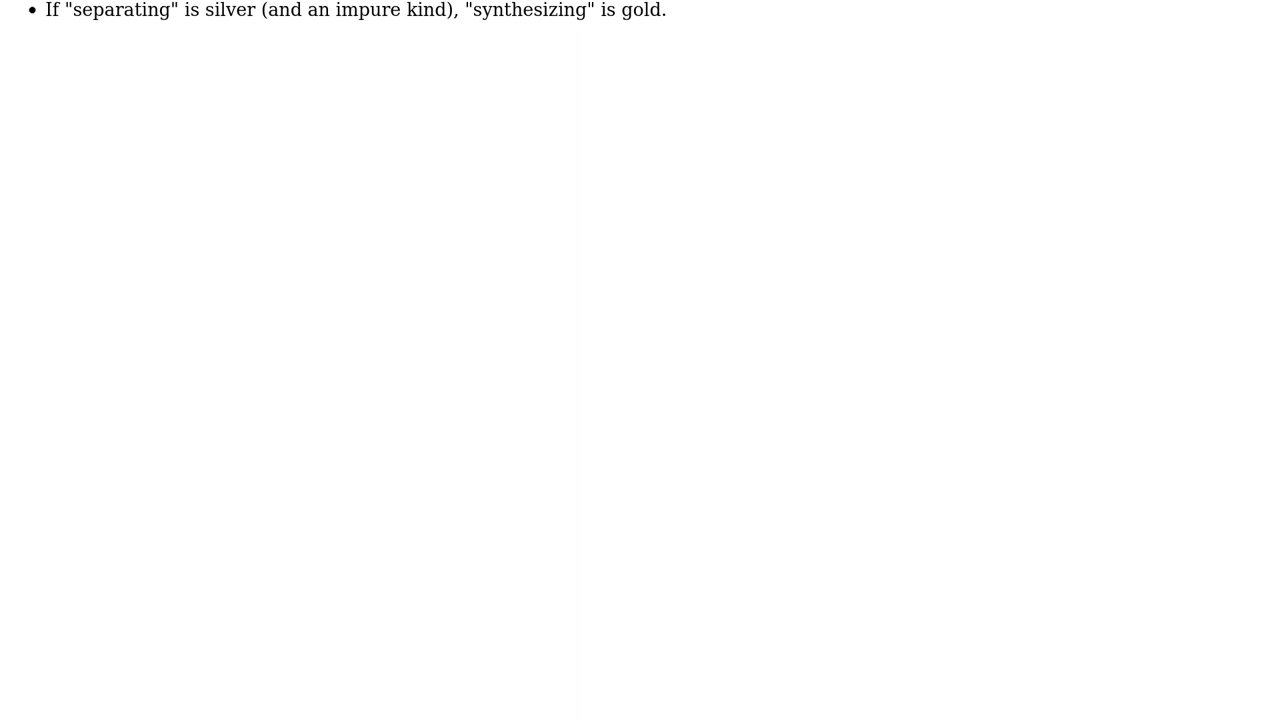 • If "separating" is silver (and an impure kind), "synthesizing" is gold.